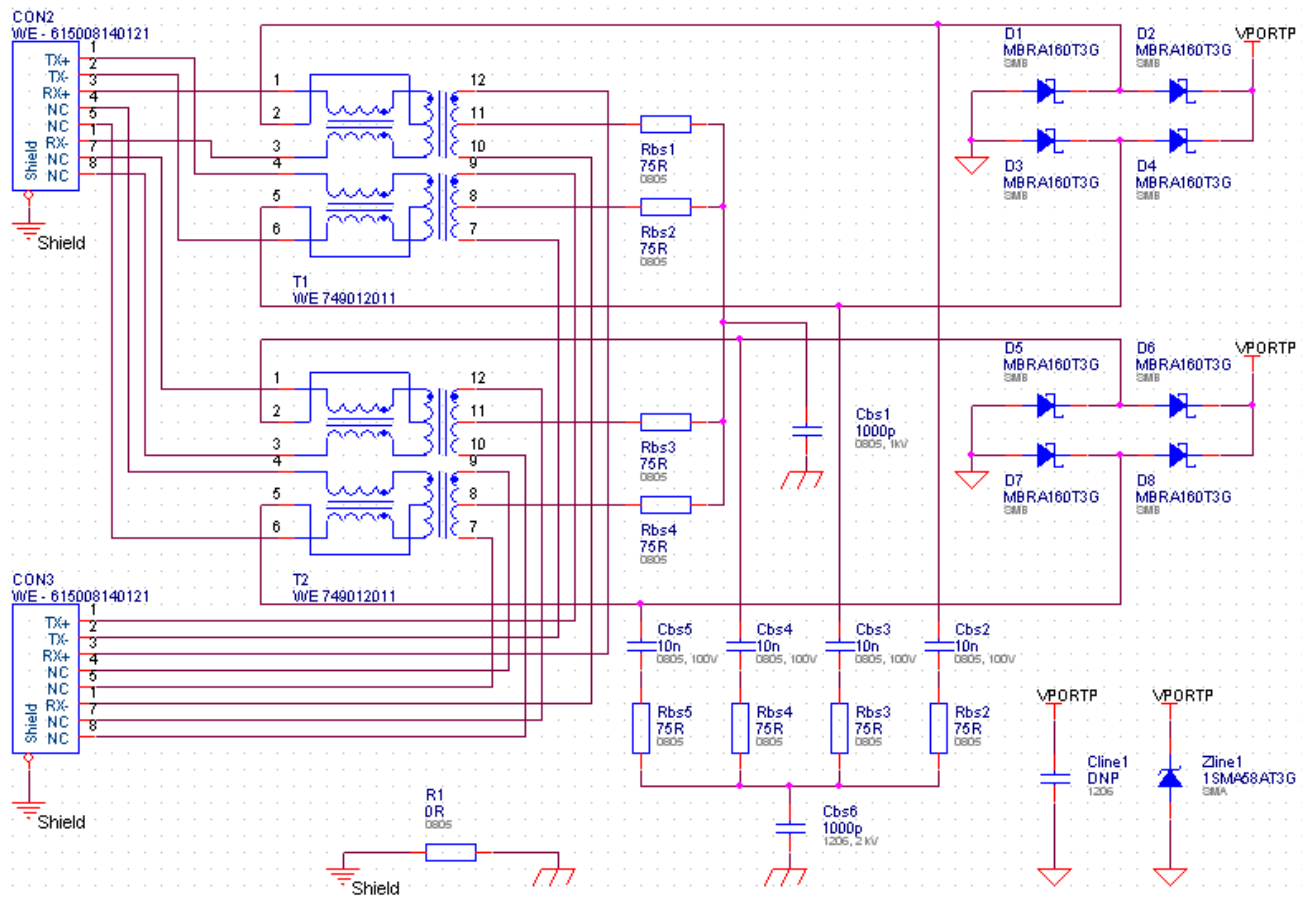 CON2
WE - 615008140121
1
TX+ 2
TX- 3
RX+ 4
NC 5
NC 1
RX- 7
NC 8
NC
Shield
Shield
1
2
3
4
5
6
12
11
10
9
8
7
T1
WE 749012011
Rbs1
75R
0805
Rbs2
75R
0805
D1
MBRA160T3G
SMB
D2
MBRA160T3G
SMB
VPORTP
D3
MBRA160T3G
SMB
D4
MBRA160T3G
SMB
1
2
3
4
5
6
12
11
10
9
8
7
T2
WE 749012011
Rbs3
75R
0805
Rbs4
75R
0805
Cbs1
1000p
0805, 1kV
D5
MBRA160T3G
SMB
D6
MBRA160T3G
SMB
VPORTP
D7
MBRA160T3G
SMB
D8
MBRA160T3G
SMB
CON3
WE - 615008140121
1
TX+ 2
TX- 3
RX+ 4
NC 5
NC 1
RX- 7
NC 8
NC
Shield
Shield
Cbs5
10n
0805, 100V
Cbs4
10n
0805, 100V
Cbs3
10n
0805, 100V
Cbs2
10n
0805, 100V
Rbs5
75R
0805
Rbs4
75R
0805
Rbs3
75R
0805
Rbs2
75R
0805
Cbs6
1000p
1206, 2kV
R1
0R
0805
Shield
VPORTP
Cline1
DNP
1206
VPORTP
Zline1
1SMA58AT3G
SMA